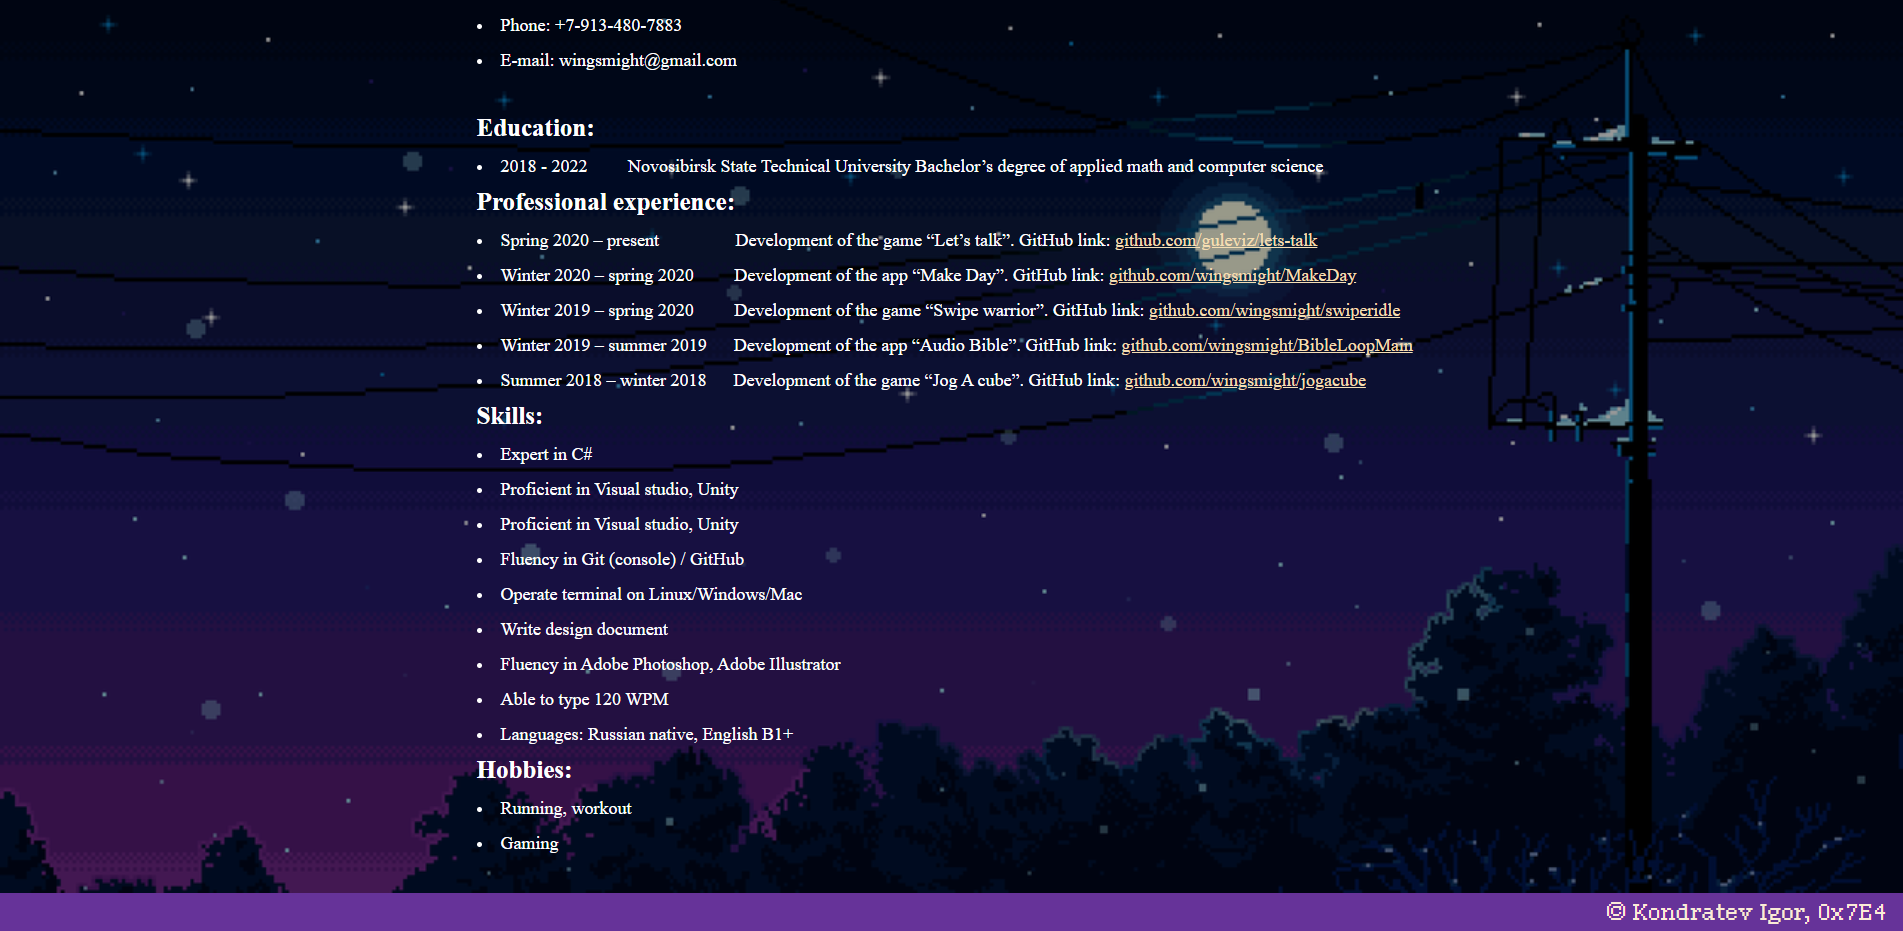 • Phone: +7-913-480-7883
• E-mail: wingsmight@gmail.com
Education:
• 2018 - 2022 Novosibirsk State Technical University Bachelor’s degree of applied math and computer science
Professional experience:
• Spring 2020 – present Development of the game “Let’s talk”. GitHub link: github.com/guleviz/lets-talk
• Winter 2020 – spring 2020 Development of the app “Make Day”. GitHub link: github.com/wingsmight/MakeDay
• Winter 2019 – spring 2020 Development of the game “Swipe warrior”. GitHub link: github.com/wingsmight/swiperidle
• Winter 2019 – summer 2019 Development of the app “Audio Bible”. GitHub link: github.com/wingsmight/BibleLoopMain
• Summer 2018 – winter 2018 Development of the game “Jog A cube”. GitHub link: github.com/wingsmight/jogacube
Skills:
• Expert in C#
• Proficient in Visual studio, Unity
• Proficient in Visual studio, Unity
• Fluency in Git (console) / GitHub
• Operate terminal on Linux/Windows/Mac
• Write design document
• Fluency in Adobe Photoshop, Adobe Illustrator
• Able to type 120 WPM
• Languages: Russian native, English B1+
Hobbies:
• Running, workout
• Gaming
© Kondratev Igor, 0x7E4